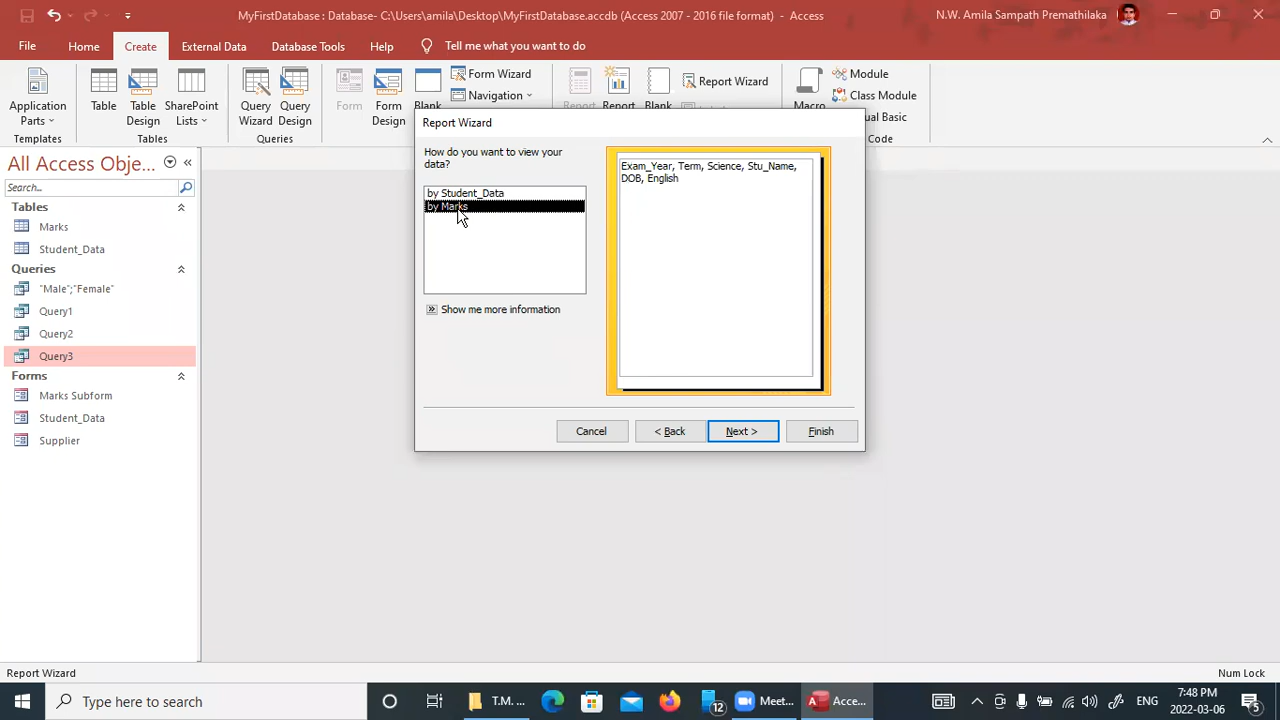 MyFirstDatabase : Database- C:\Users\amila\Desktop\MyFirstDatabase.accdb (Access 2007 - 2016 file format) - Access
N.W. Amila Sampath Premathilaka
File Home Create External Data Database Tools Help Tell me what you want to do
Application Parts
Templates
Table
Table Design
SharePoint Lists
Tables
Query Wizard
Query Design
Queries
Form
Form Design
Blank
Form Wizard
Navigation
Report
Report
Blank
Report Wizard
Macro
Module
Class Module
ual Basic
Code
All Access Obje...
Search...
Tables
Marks
Student_Data
Queries
"Male";"Female"
Query1
Query2
Query3
Forms
Marks Subform
Student_Data
Supplier
Report Wizard
How do you want to view your
data?
by Student_Data
by Marks
Show me more information
Exam_Year, Term, Science, Stu_Name,
DOB, English
Cancel < Back Next > Finish
Report Wizard
Num Lock
Type here to search
T.M. ...
12
Meet...
Acce...
ENG
7:48 PM
2022-03-06
5